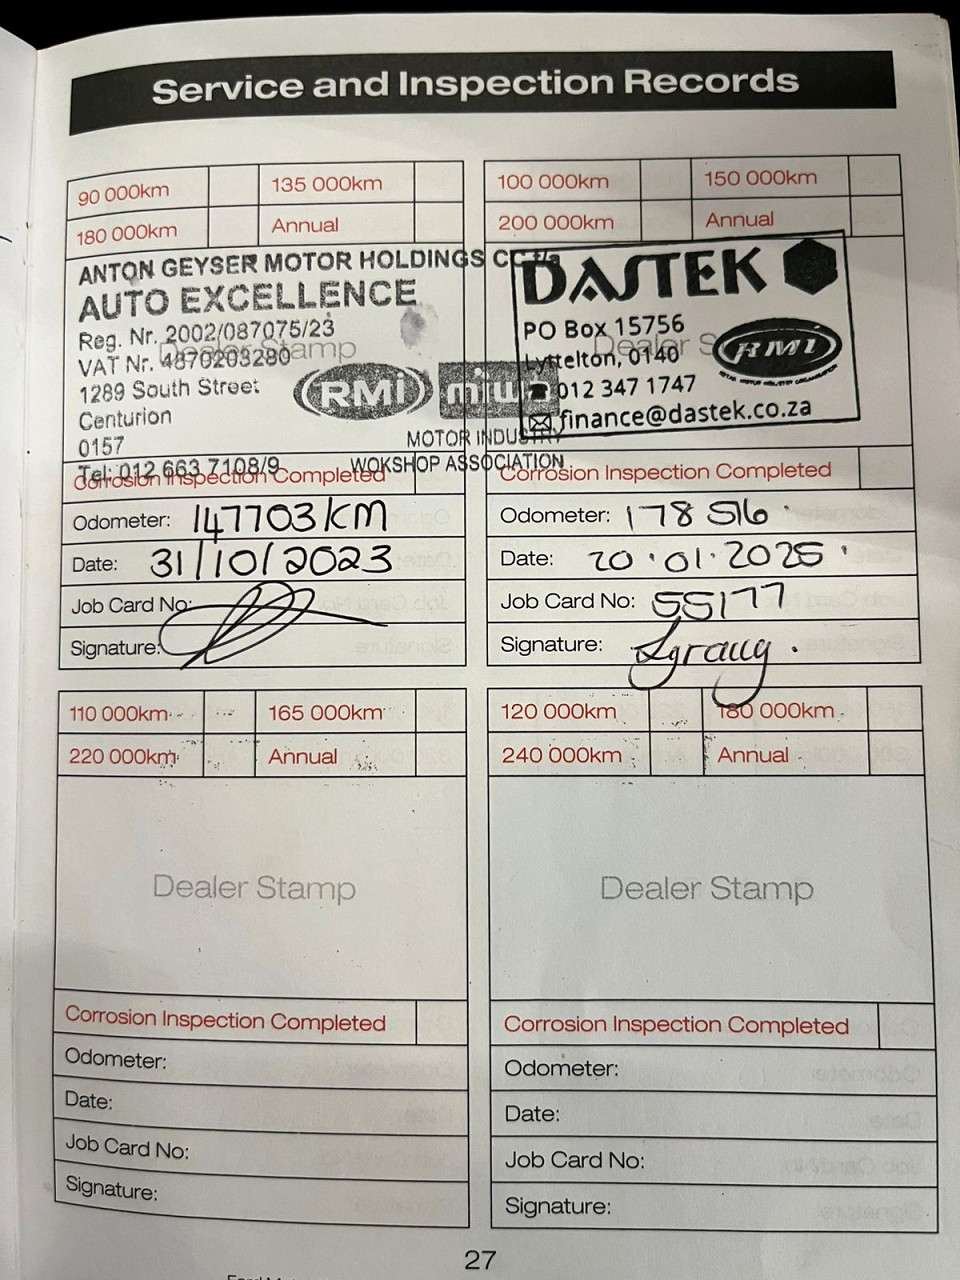 Service and Inspection Records
90 000km 135 000km
180 000km Annual
ANTON GEYSER MOTOR HOLDINGS CC t/a
AUTO EXCELLENCE
Reg. Nr. 2002/087075/23
VAT Nr. 4870203280
Dealer Stamp
1289 South Street
Centurion
0157
Tel: 012 663 7108/9
RMi
miwa
MOTOR INDUSTRY
WOKSHOP ASSOCIATION
Corrosion Inspection Completed
Odometer: 147703KM
Date: 31/10/2023
Job Card No:
Signature:
100 000km 150 000km
200 000km Annual
DASTEK
PO Box 15756
Lyttelton, 0140
Dealer S
RMI
012 347 1747
finance@dastek.co.za
Corrosion Inspection Completed
Odometer: 178 516
Date: 20.01.2025
Job Card No: 55177
Signature:
110 000km 165 000km
220 000km Annual
Dealer Stamp
Corrosion Inspection Completed
Odometer:
Date:
Job Card No:
Signature:
120 000km 180 000km
240 000km Annual
Dealer Stamp
Corrosion Inspection Completed
Odometer:
Date:
Job Card No:
Signature:
27